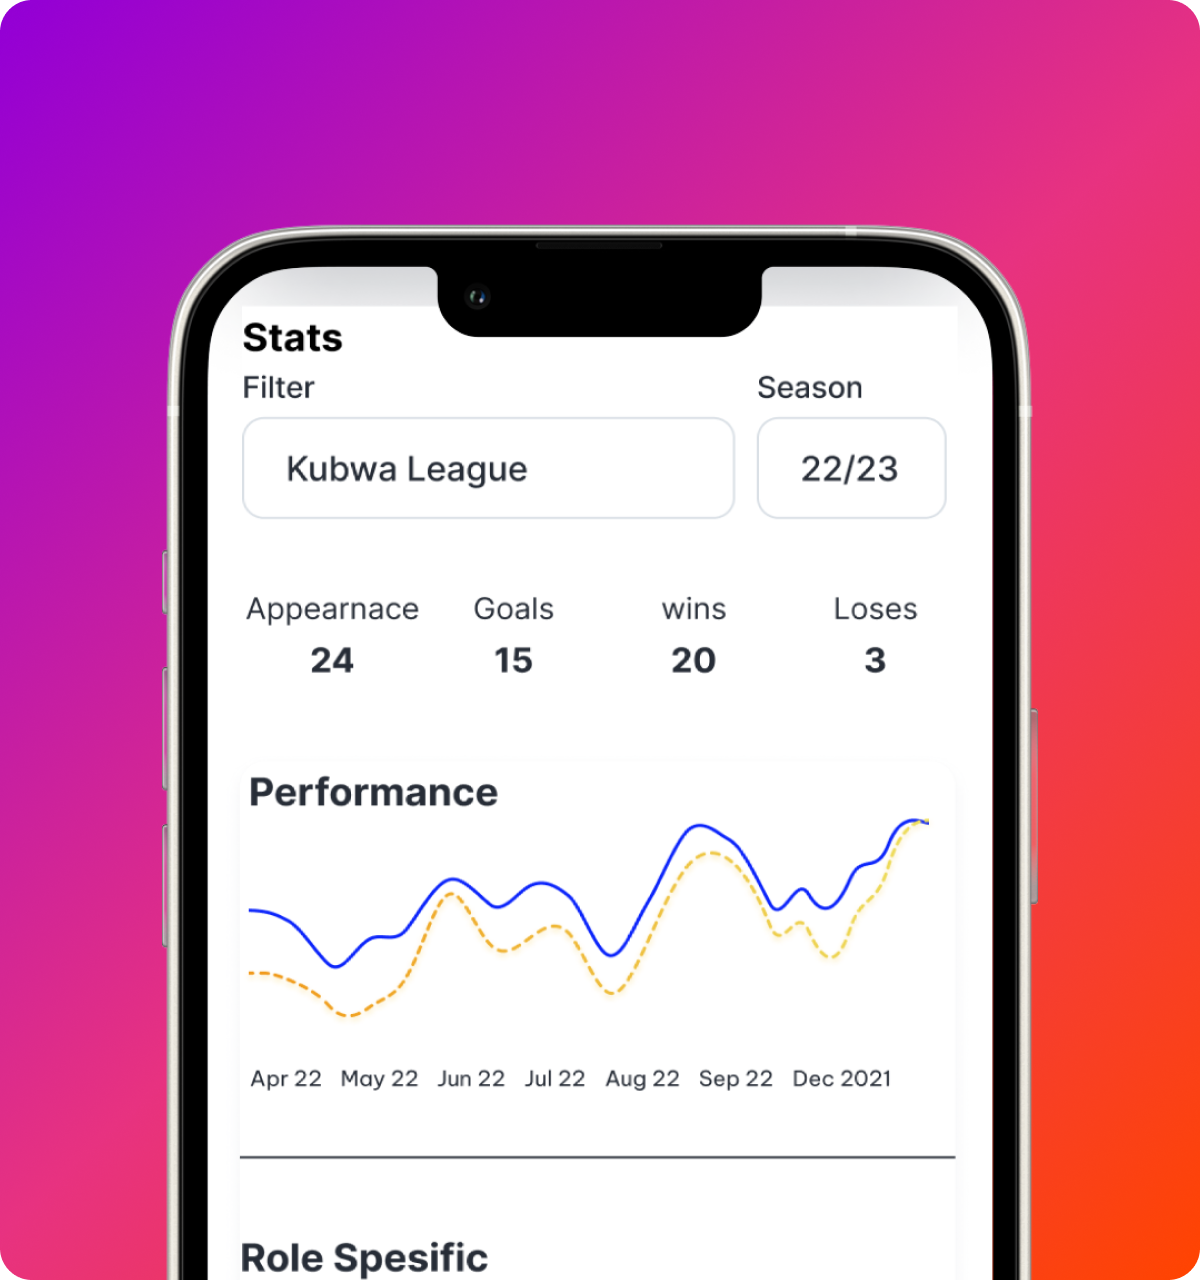 Stats
Filter Season
Kubwa League 22/23
Appearnace Goals wins Loses
24 15 20 3
Performance
Apr 22 May 22 Jun 22 Jul 22 Aug 22 Sep 22 Dec 2021
Role Spesific